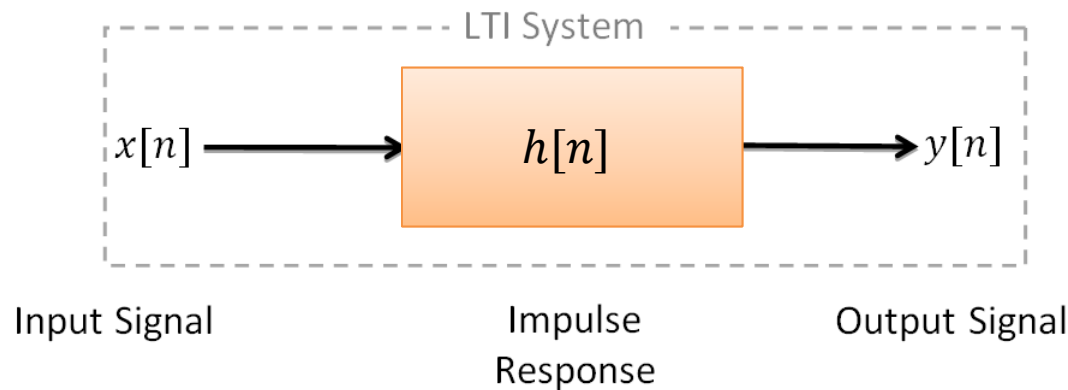 LTI System
x[n]
h[n]
y[n]
Input Signal
Impulse
Response
Output Signal